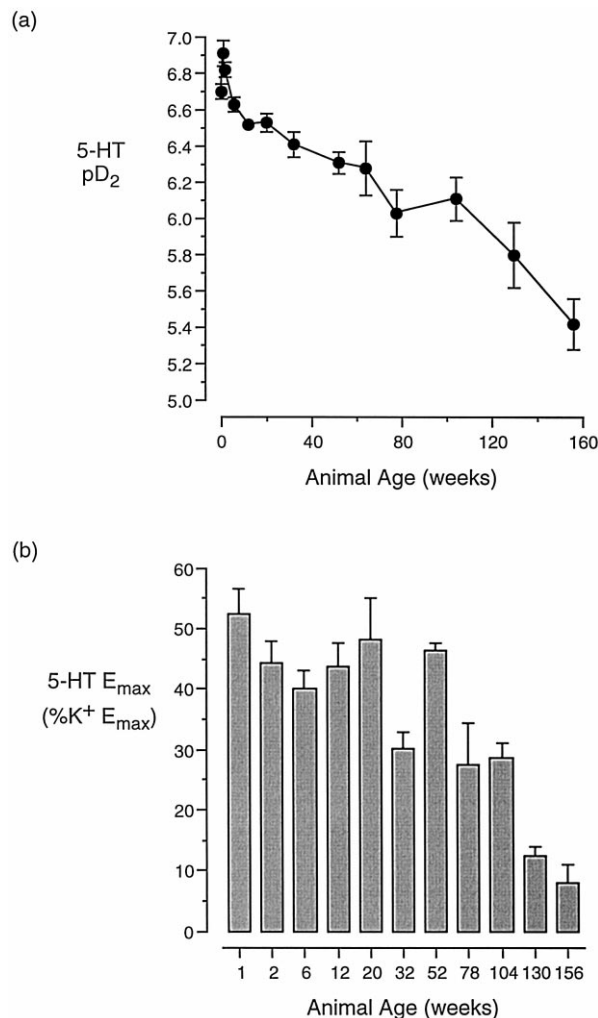 (a)
7.0
6.8
6.6
6.4
6.2
6.0
5.8
5.6
5.4
5.2
5.0
5-HT
pD₂
0 40 80 120 160
Animal Age (weeks)
(b)
60
50
40
30
20
10
0
5-HT Eₘₐₓ
(%K⁺ Eₘₐₓ)
1 2 6 12 20 32 52 78 104 130 156
Animal Age (weeks)